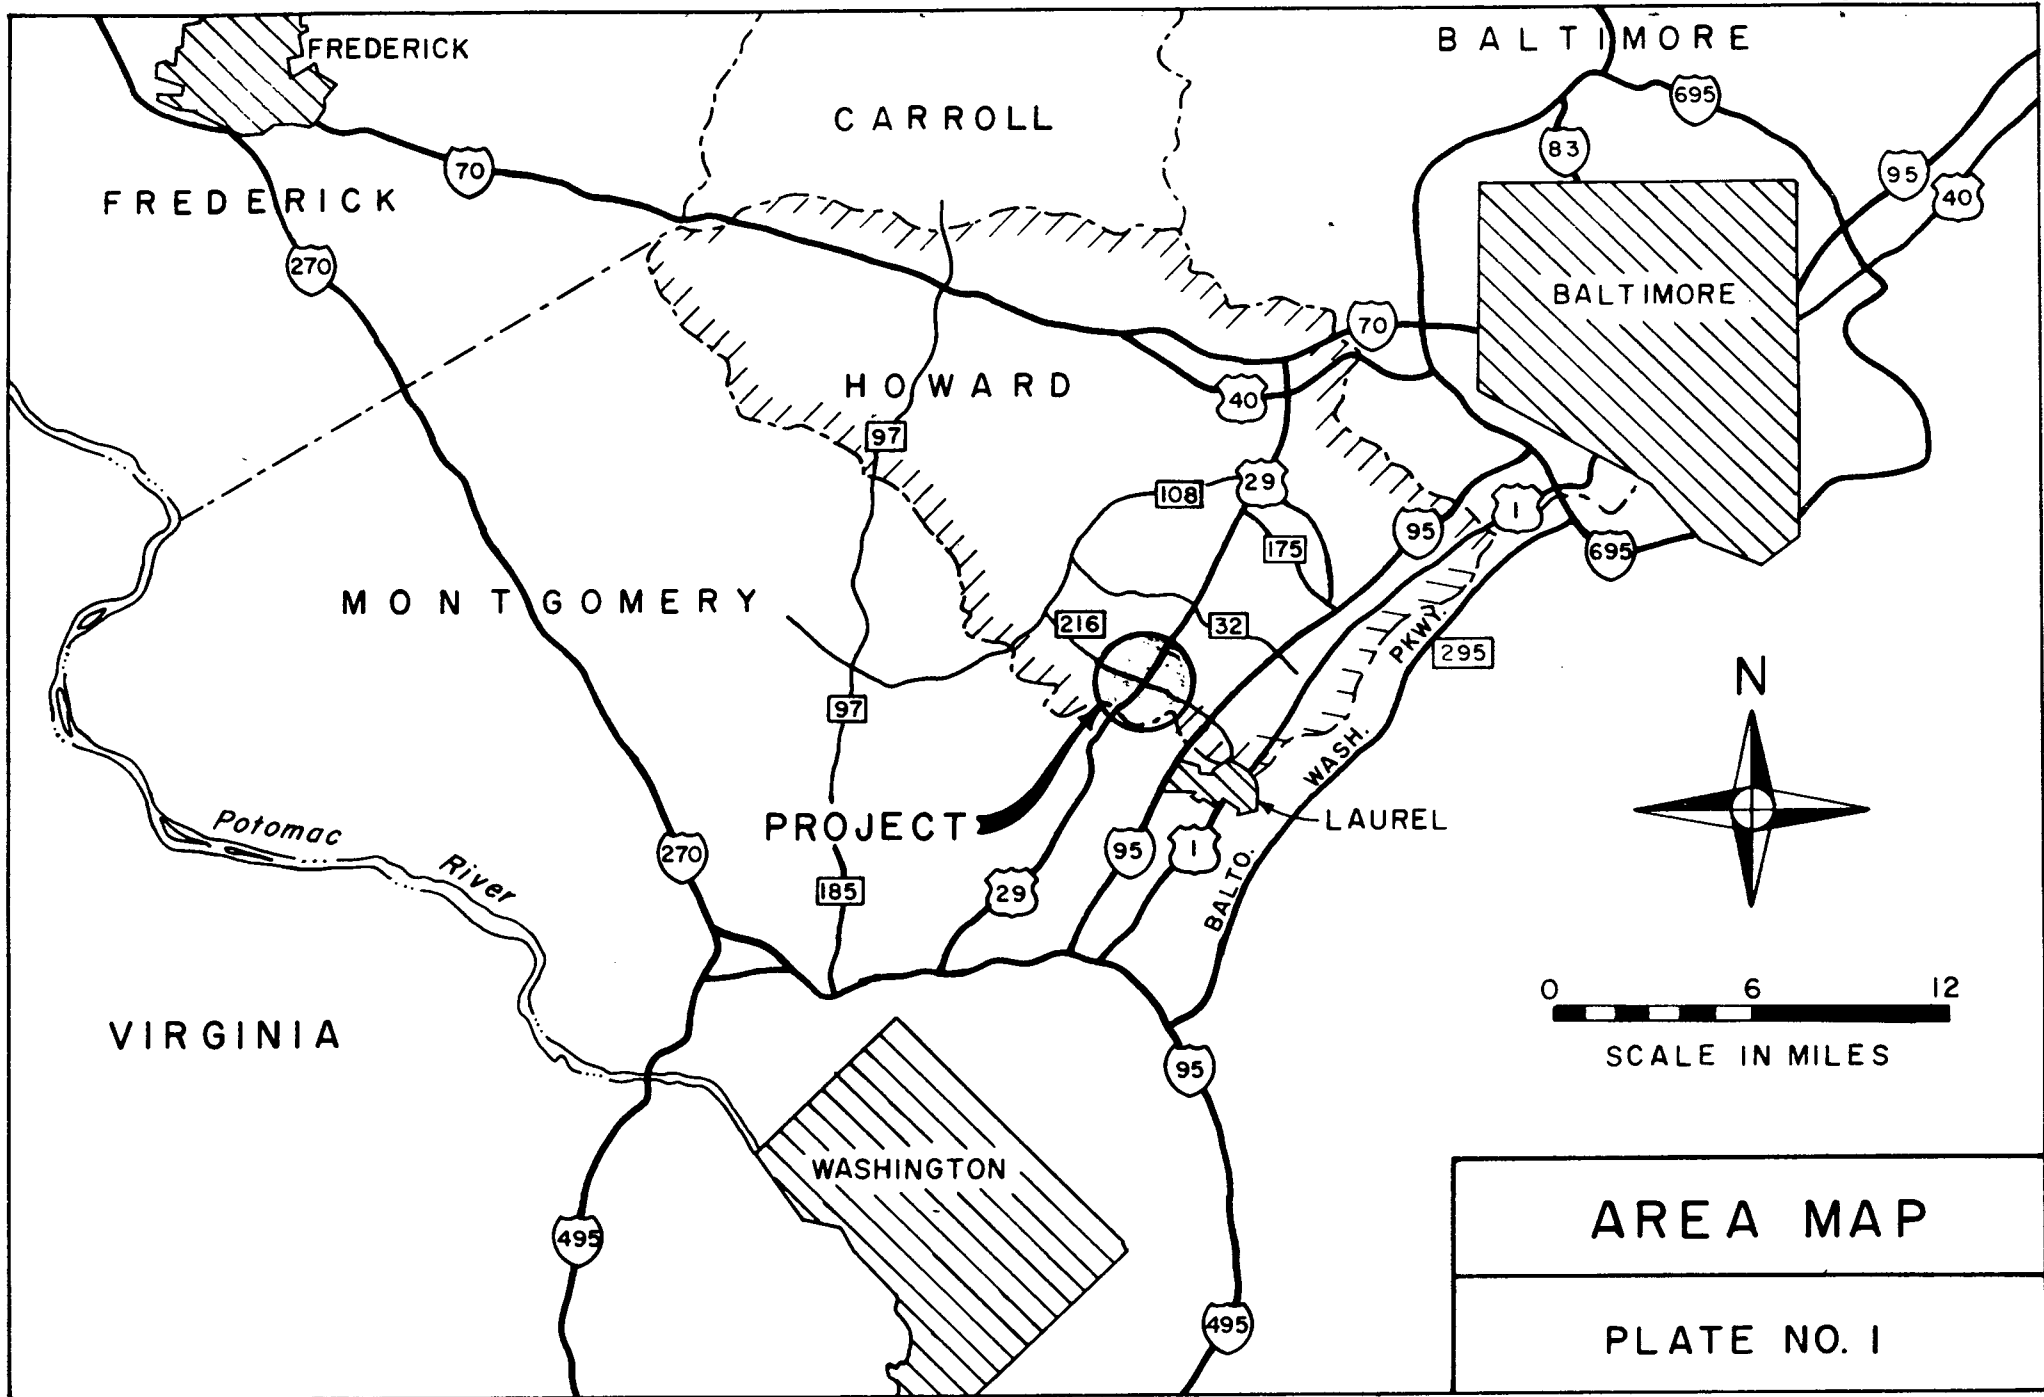 FREDERICK
BALTIMORE
CARROLL
695
83
70
95
40
FREDERICK
270
BALTIMORE
70
HOWARD
40
97
29
108
1
95
175
695
MONTGOMERY
216
32
PKWY.
295
N
97
WASH.
PROJECT
LAUREL
Potomac
River
270
95
1
185
29
BALTO.
0 6 12
SCALE IN MILES
VIRGINIA
95
WASHINGTON
495
495
AREA MAP
PLATE NO. 1